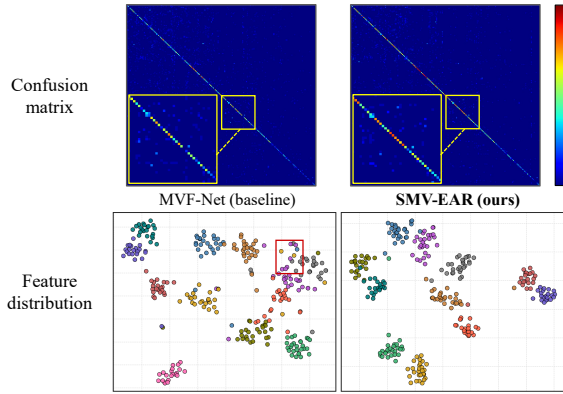 Confusion
matrix
MVF-Net (baseline)
SMV-EAR (ours)
Feature
distribution